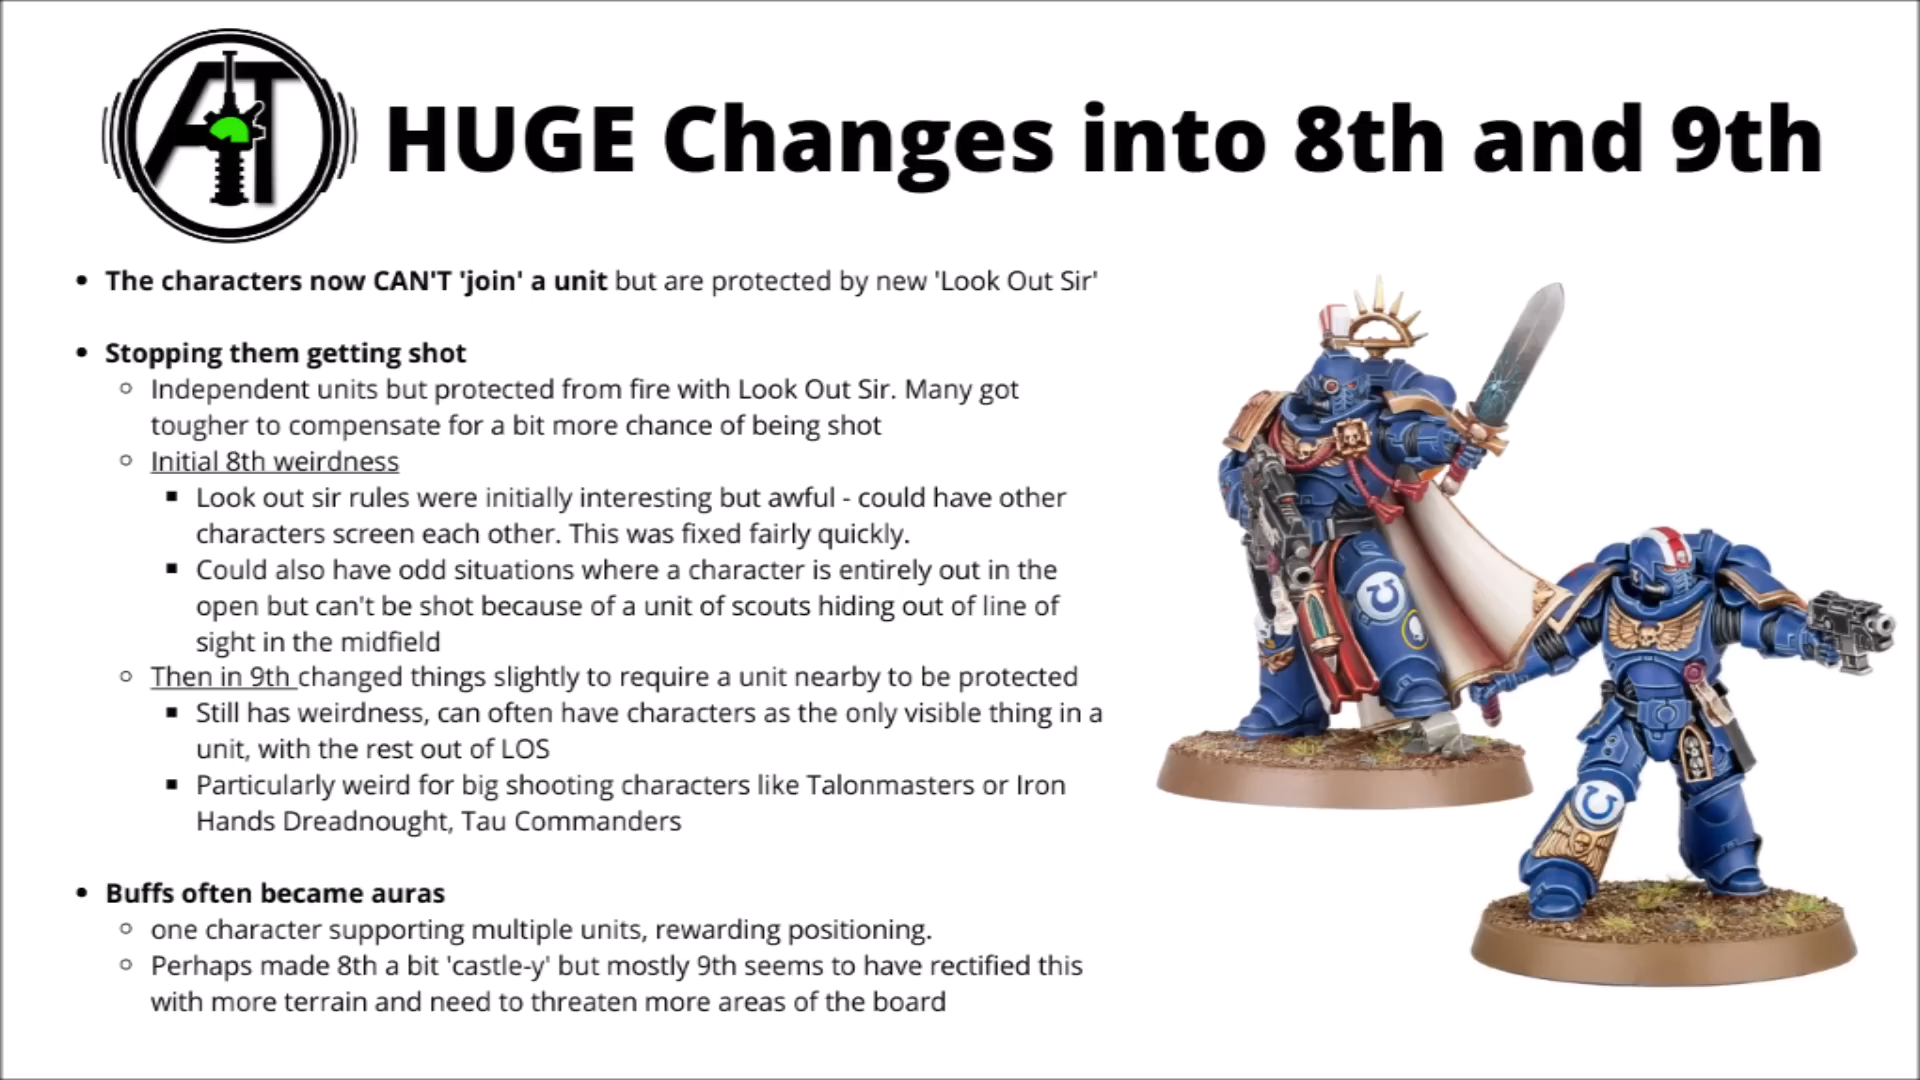 AT
HUGE Changes into 8th and 9th
• The characters now CAN'T 'join' a unit but are protected by new 'Look Out Sir'
• Stopping them getting shot
○ Independent units but protected from fire with Look Out Sir. Many got
tougher to compensate for a bit more chance of being shot
○ Initial 8th weirdness
■ Look out sir rules were initially interesting but awful - could have other
characters screen each other. This was fixed fairly quickly.
■ Could also have odd situations where a character is entirely out in the
open but can't be shot because of a unit of scouts hiding out of line of
sight in the midfield
○ Then in 9th changed things slightly to require a unit nearby to be protected
■ Still has weirdness, can often have characters as the only visible thing in a
unit, with the rest out of LOS
■ Particularly weird for big shooting characters like Talonmasters or Iron
Hands Dreadnought, Tau Commanders
• Buffs often became auras
○ one character supporting multiple units, rewarding positioning.
○ Perhaps made 8th a bit 'castle-y' but mostly 9th seems to have rectified this
with more terrain and need to threaten more areas of the board